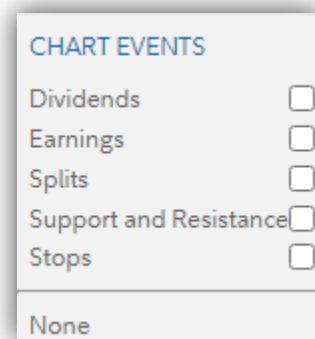 CHART EVENTS
Dividends
Earnings
Splits
Support and Resistance
Stops
None